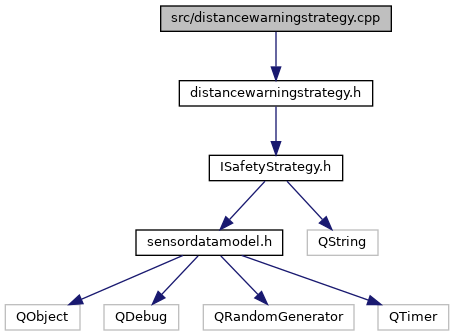 src/distancewarningstrategy.cpp
distancewarningstrategy.h
ISafetyStrategy.h
sensordatamodel.h
QString
QObject
QDebug
QRandomGenerator
QTimer